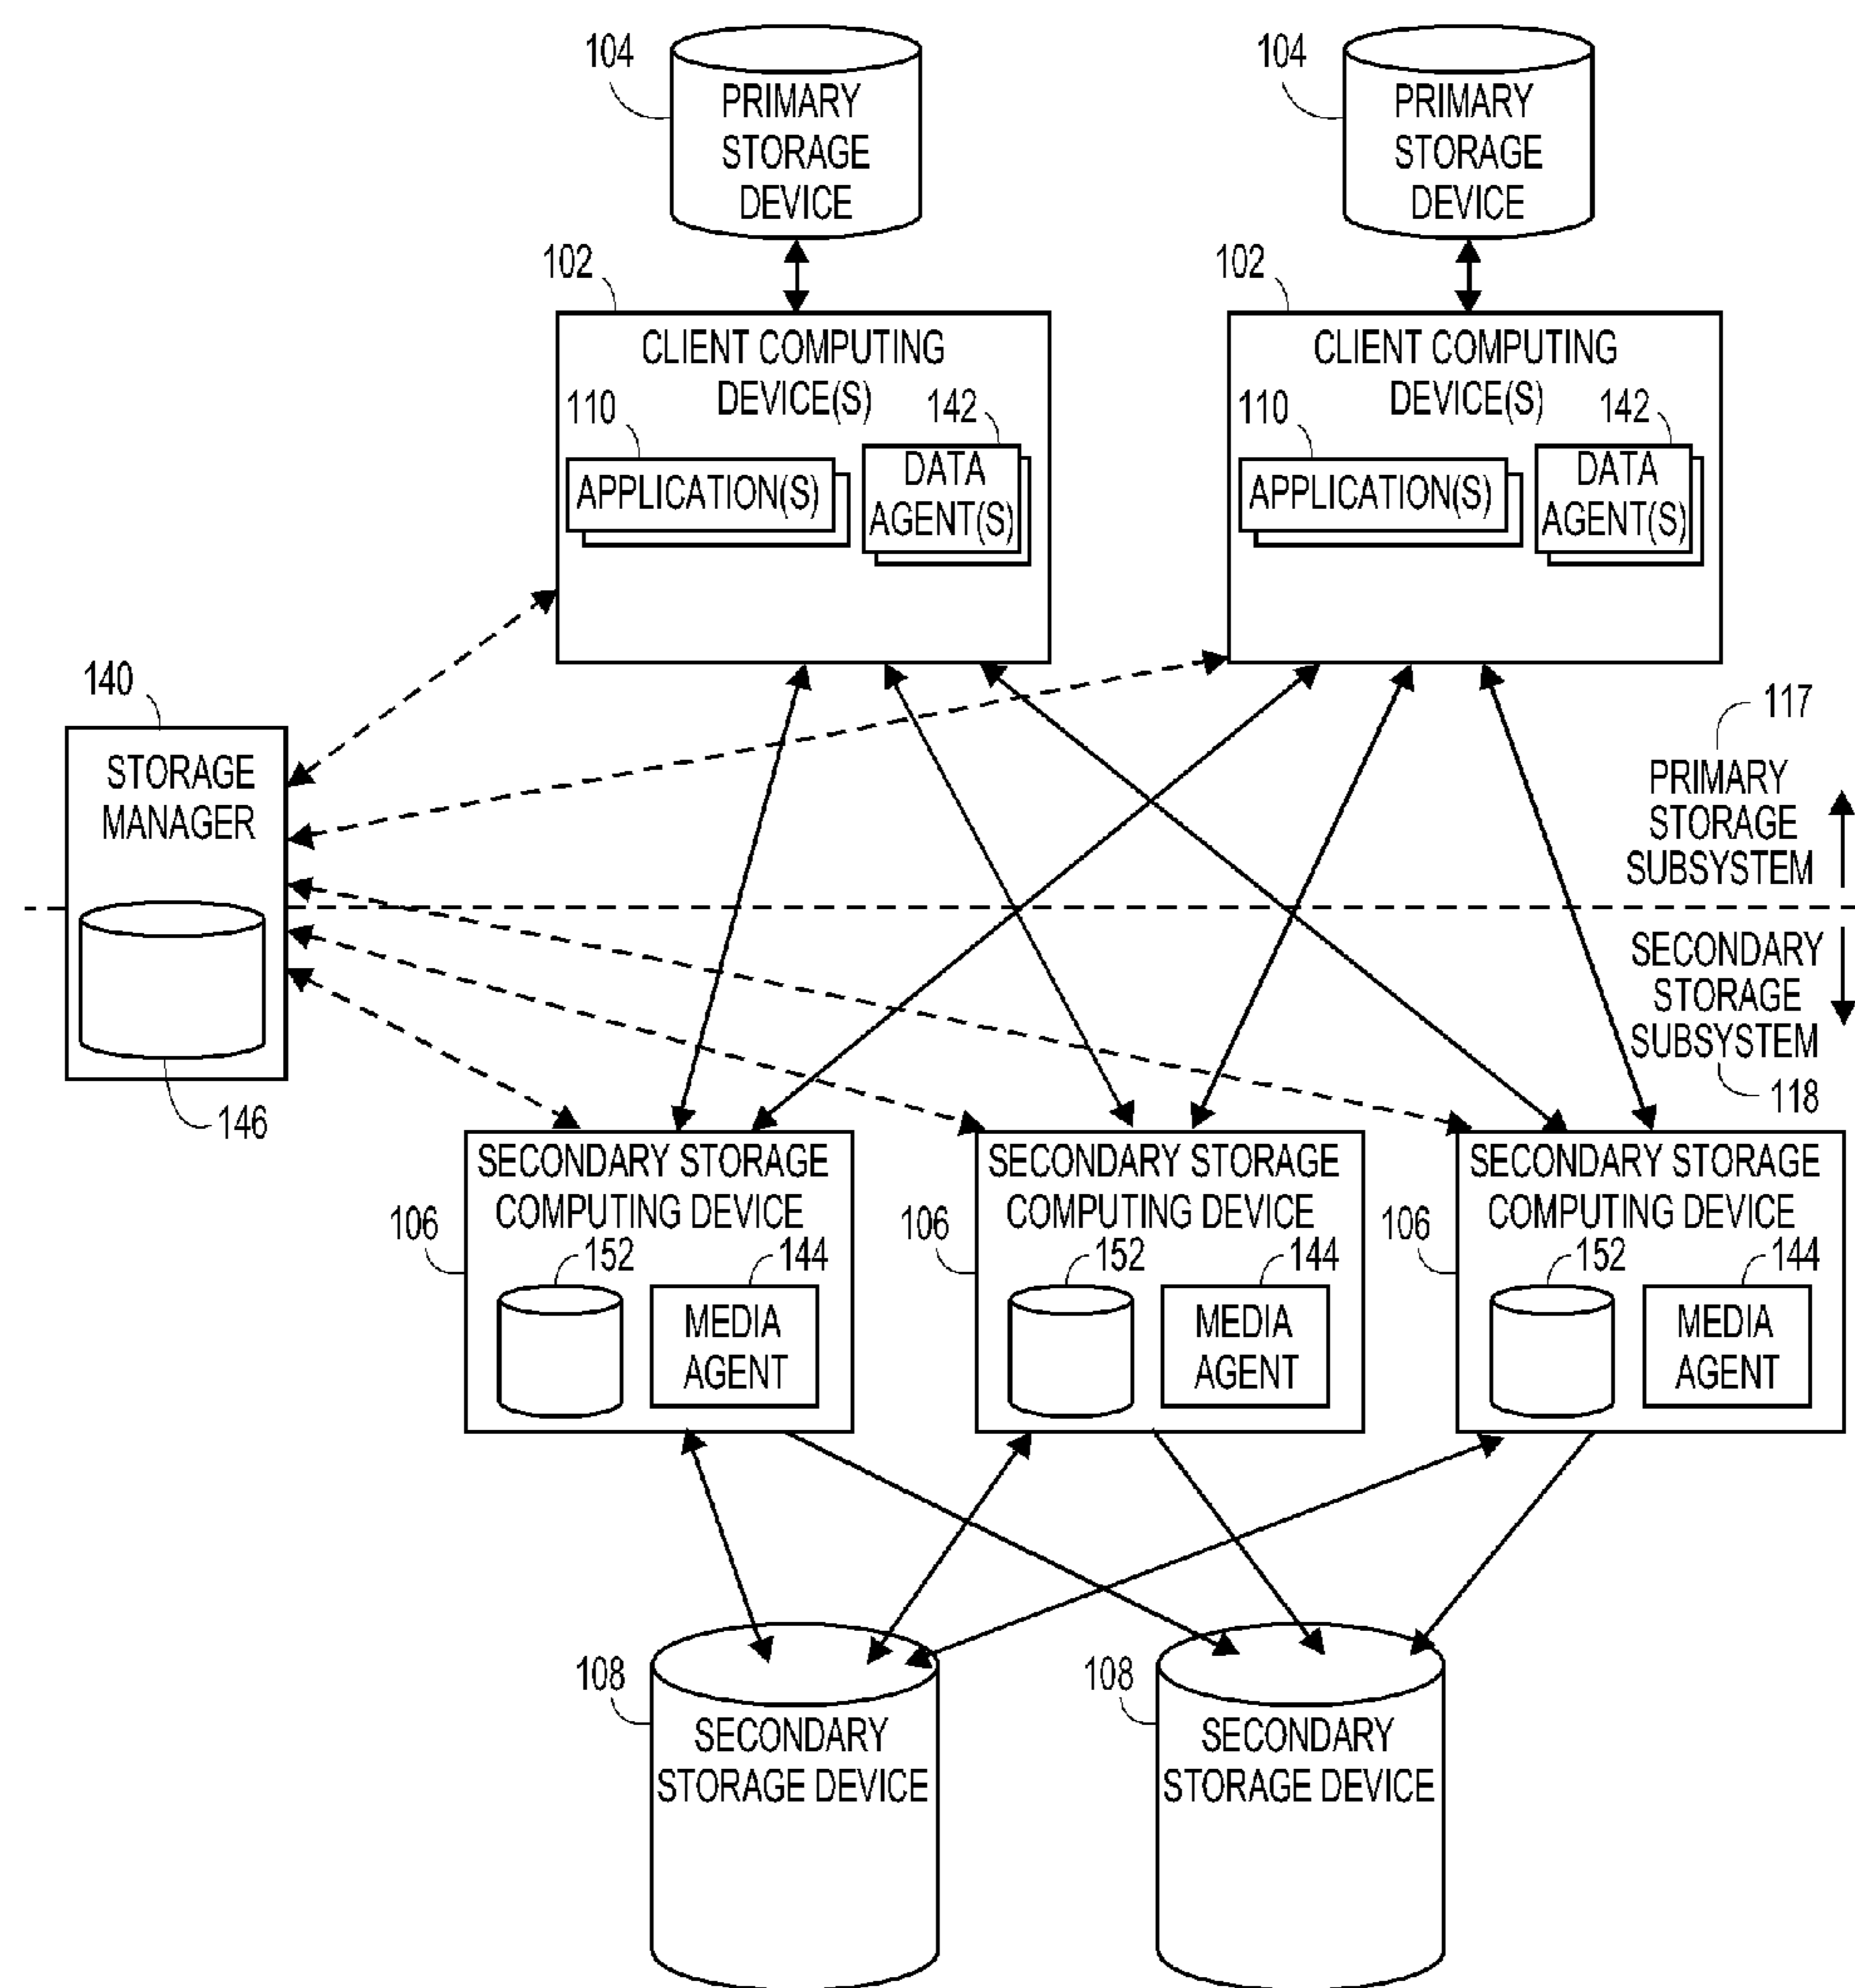 104
PRIMARY
STORAGE
DEVICE
104
PRIMARY
STORAGE
DEVICE
102
CLIENT COMPUTING
DEVICE(S)
110
APPLICATION(S)
142
DATA
AGENT(S)
102
CLIENT COMPUTING
DEVICE(S)
110
APPLICATION(S)
142
DATA
AGENT(S)
140
STORAGE
MANAGER
146
117
PRIMARY
STORAGE
SUBSYSTEM
SECONDARY
STORAGE
SUBSYSTEM
118
106
SECONDARY STORAGE
COMPUTING DEVICE
152
144
MEDIA
AGENT
106
SECONDARY STORAGE
COMPUTING DEVICE
152
144
MEDIA
AGENT
106
SECONDARY STORAGE
COMPUTING DEVICE
152
144
MEDIA
AGENT
108
SECONDARY
STORAGE DEVICE
108
SECONDARY
STORAGE DEVICE